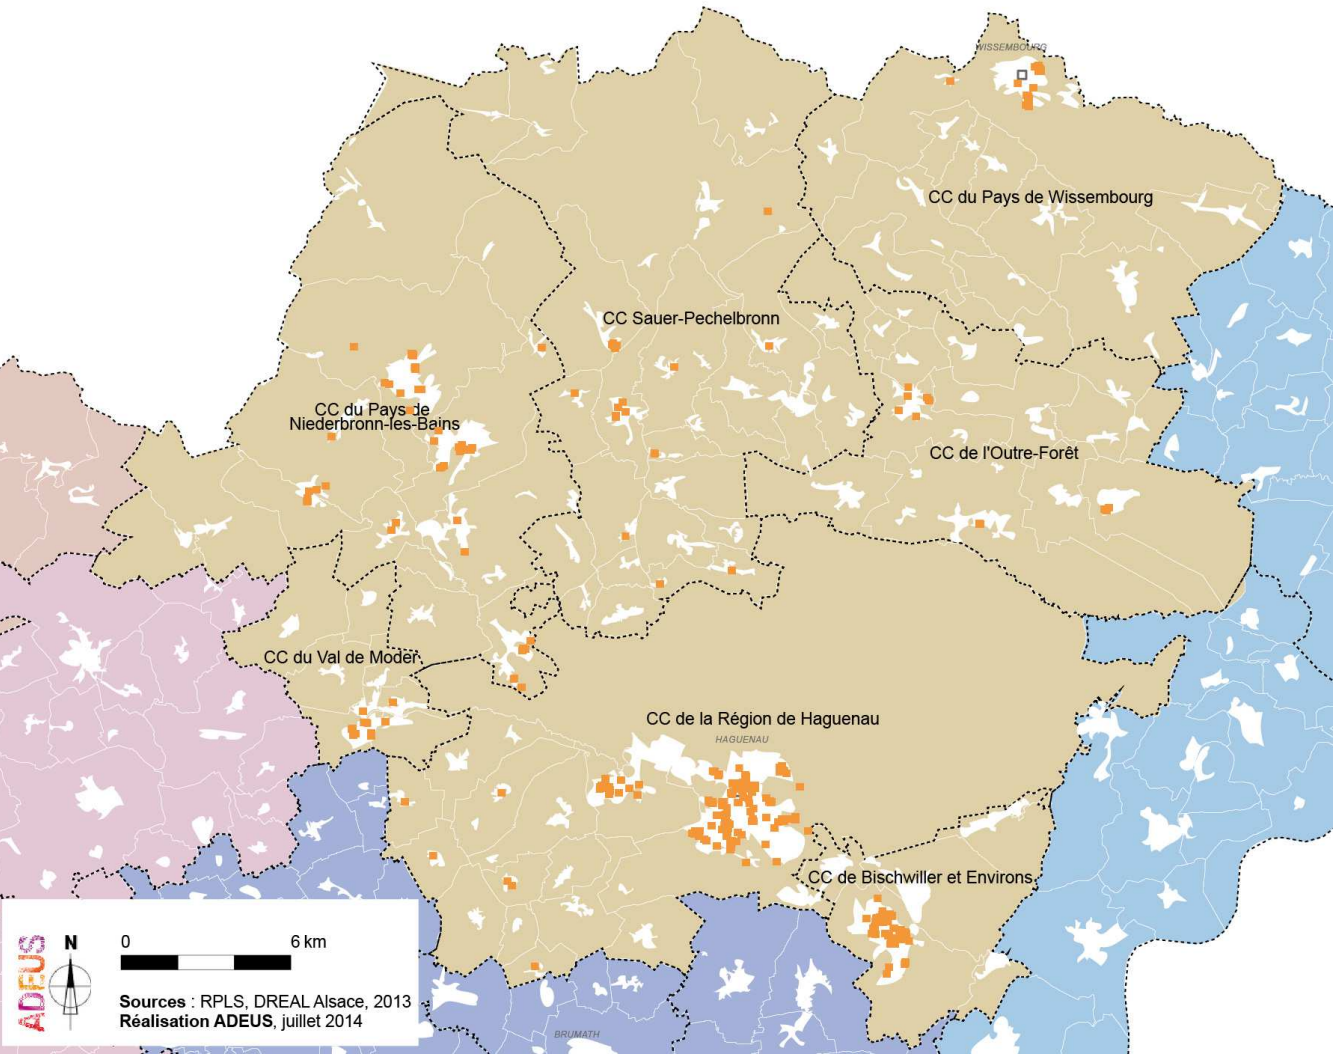 WISSEMBOURG
CC du Pays de Wissembourg
CC Sauer-Pechelbronn
CC du Pays de
Niederbronn-les-Bains
CC de l'Outre-Forêt
CC du Val de Moder
CC de la Région de Haguenau
HAGUENAU
CC de Bischwiller et Environs
ADEUS
N
0 6 km
Sources : RPLS, DREAL Alsace, 2013
Réalisation ADEUS, juillet 2014
BRUMATH